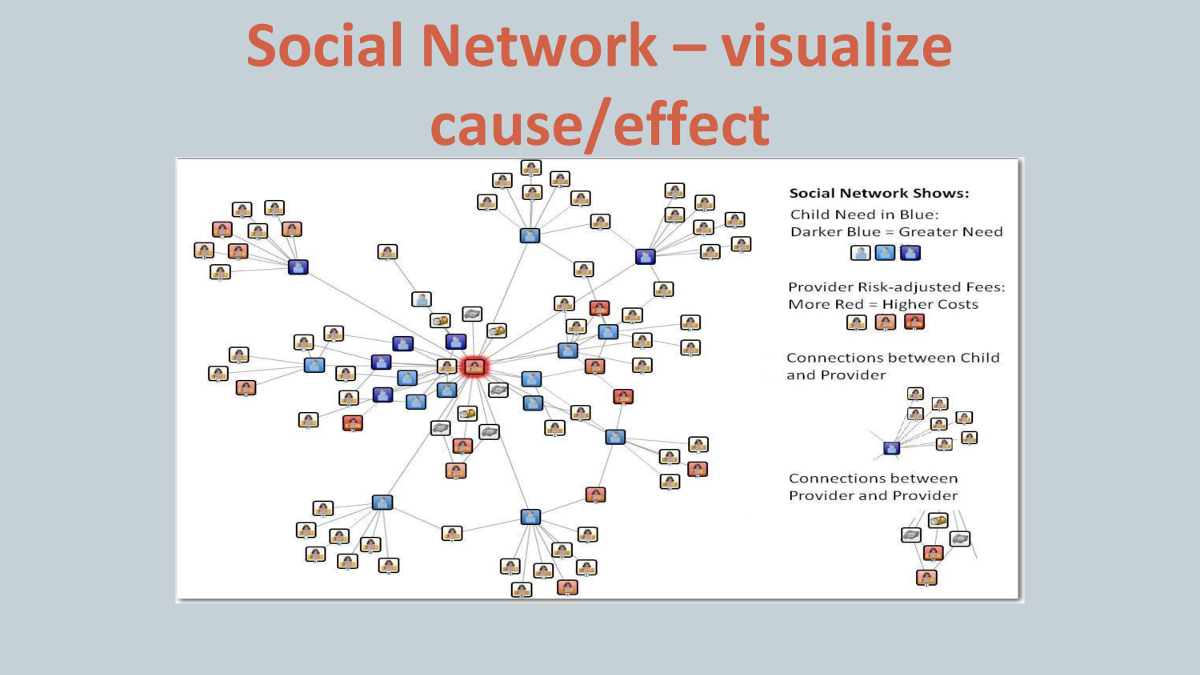 Social Network – visualize
cause/effect
Social Network Shows:
Child Need in Blue:
Darker Blue = Greater Need
Provider Risk-adjusted Fees:
More Red = Higher Costs
Connections between Child
and Provider
Connections between
Provider and Provider